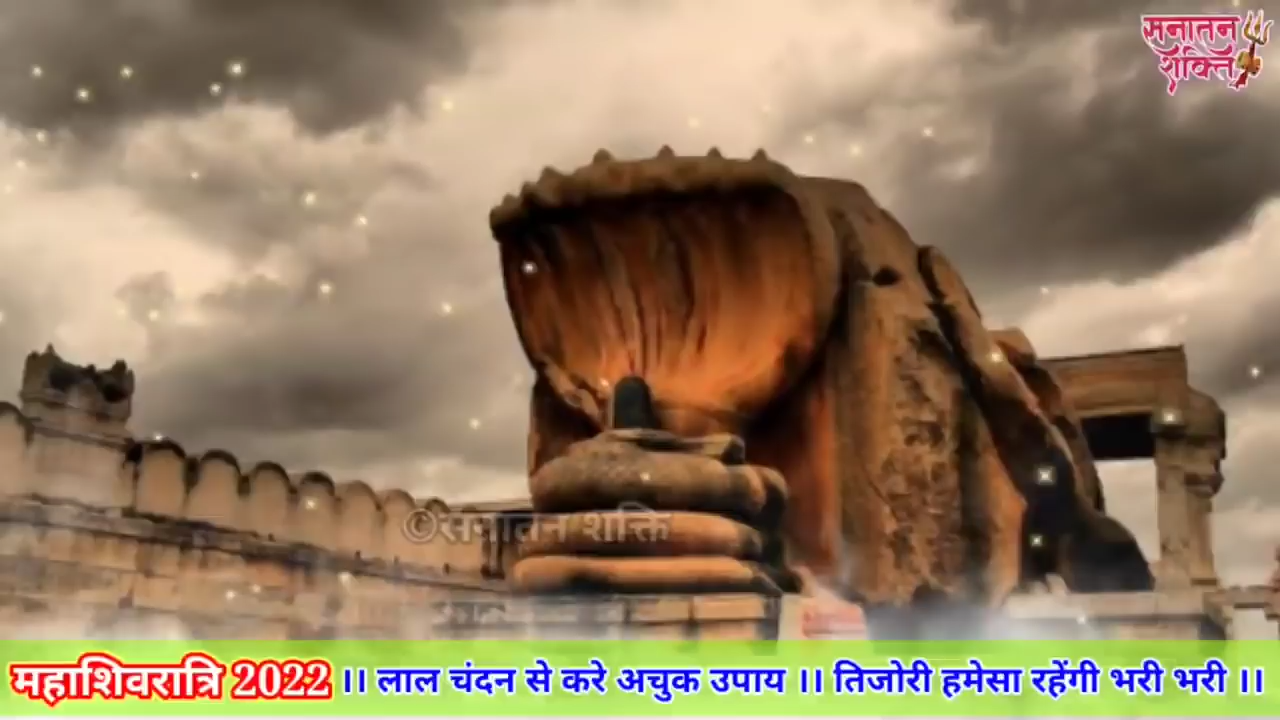 सनातन
शक्ति
©सनातन शक्ति
महाशिवरात्रि 2022 ।। लाल चंदन से करे अचुक उपाय ।। तिजोरी हमेसा रहेंगी भरी भरी ।।